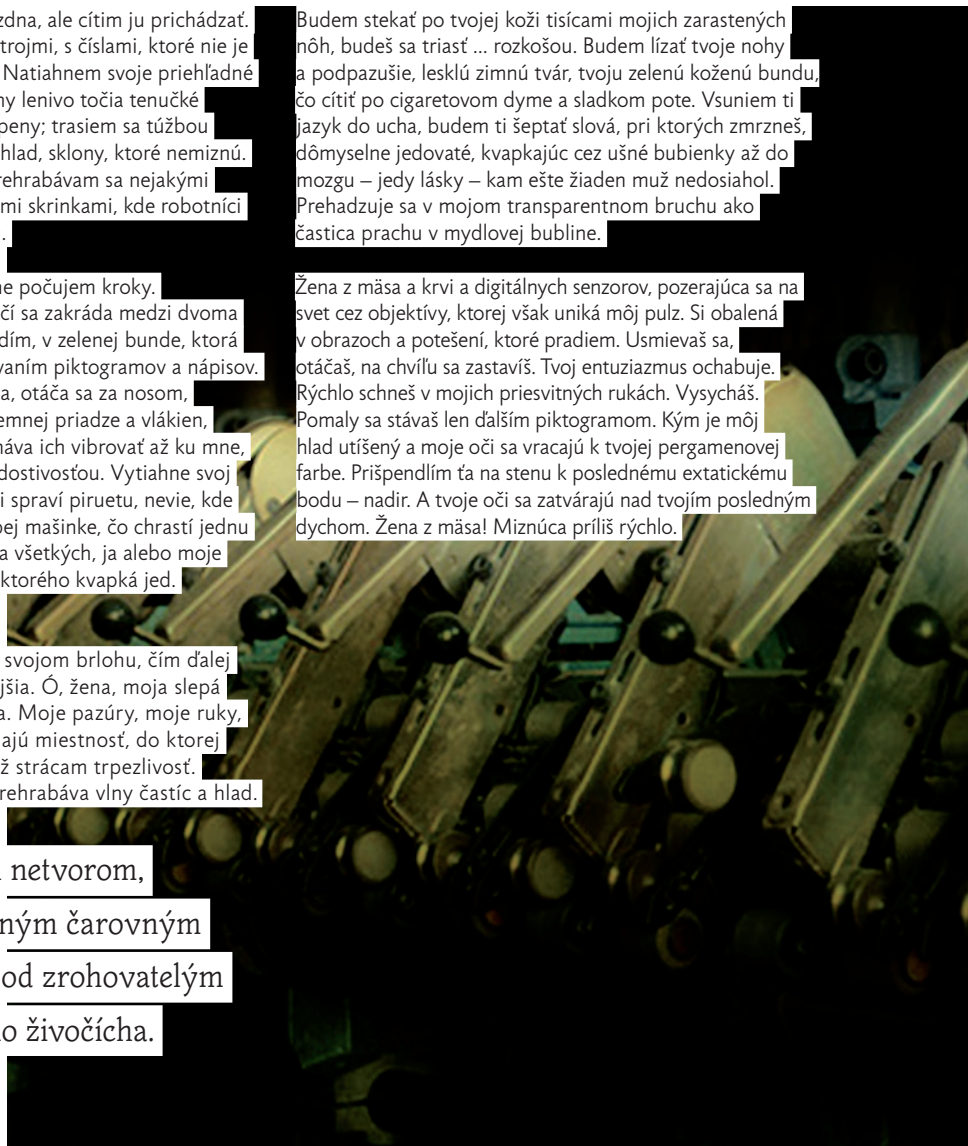 zdna, ale cítim ju prichádzať.
trojmi, s číslami, ktoré nie je
Natiahnem svoje priehľadné
ny lenivo točia tenučké
peny; trasiem sa túžbou
hlad, sklony, ktoré nemiznú.
rehrabávam sa nejakými
mi skrinkami, kde robotníci
.
ne počujem kroky.
čí sa zakráda medzi dvoma
dím, v zelenej bunde, ktorá
vaním piktogramov a nápisov.
a, otáča sa za nosom,
emnej priadze a vlákien,
háva ich vibrovať až ku mne,
dostivosťou. Vytiahne svoj
i spraví piruetu, nevie, kde
pej mašinke, čo chrastí jednu
a všetkých, ja alebo moje
ktorého kvapká jed.
svojom brlohu, čím ďalej
jšia. Ó, žena, moja slepá
a. Moje pazúry, moje ruky,
ajú miestnosť, do ktorej
ž strácam trpezlivosť.
rehrabáva vlny častíc a hlad.
netvorom,
ným čarovným
od zrohovatelým
o živočícha.
Budem stekať po tvojej koži tisícami mojich zarastených
nôh, budeš sa triasť ... rozkošou. Budem lízať tvoje nohy
a podpazušie, lesklú zimnú tvár, tvoju zelenú koženú bundu,
čo cítiť po cigaretovom dyme a sladkom pote. Vsuniem ti
jazyk do ucha, budem ti šeptať slová, pri ktorých zmrzneš,
dômyselne jedovaté, kvapkajúc cez ušné bubienky až do
mozgu – jedy lásky – kam ešte žiaden muž nedosiahol.
Prehadzuje sa v mojom transparentnom bruchu ako
častica prachu v mydlovej bubline.
Žena z mäsa a krvi a digitálnych senzorov, pozerajúca sa na
svet cez objektívy, ktorej však uniká môj pulz. Si obalená
v obrazoch a potešení, ktoré pradiem. Usmievaš sa,
otáčaš, na chvíľu sa zastavíš. Tvoj entuziazmus ochabuje.
Rýchlo schneš v mojich priesvitných rukách. Vysycháš.
Pomaly sa stávaš len ďalším piktogramom. Kým je môj
hlad utíšený a moje oči sa vracajú k tvojej pergamenovej
farbe. Prišpendlím ťa na stenu k poslednému extatickému
bodu – nadir. A tvoje oči sa zatvárajú nad tvojím posledným
dychom. Žena z mäsa! Miznúca príliš rýchlo.